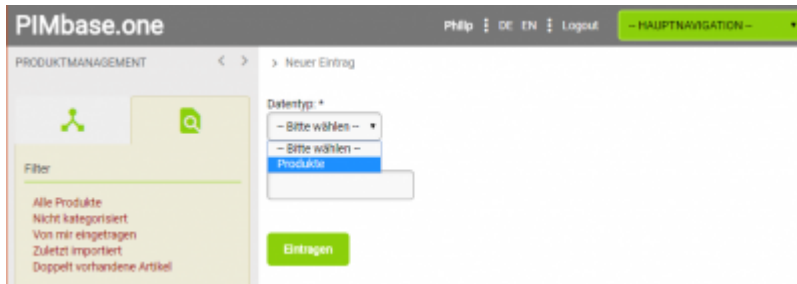 PIMbase.one
Philip ⋮ DE EN ⋮ Logout
-- HAUPTNAVIGATION --
PRODUKTMANAGEMENT
< >
> Neuer Eintrag
Datentyp: *
-- Bitte wählen --
-- Bitte wählen --
Produkte
Filter
Alle Produkte
Nicht kategorisiert
Von mir eingetragen
Zuletzt importiert
Doppelt vorhandene Artikel
Eintragen